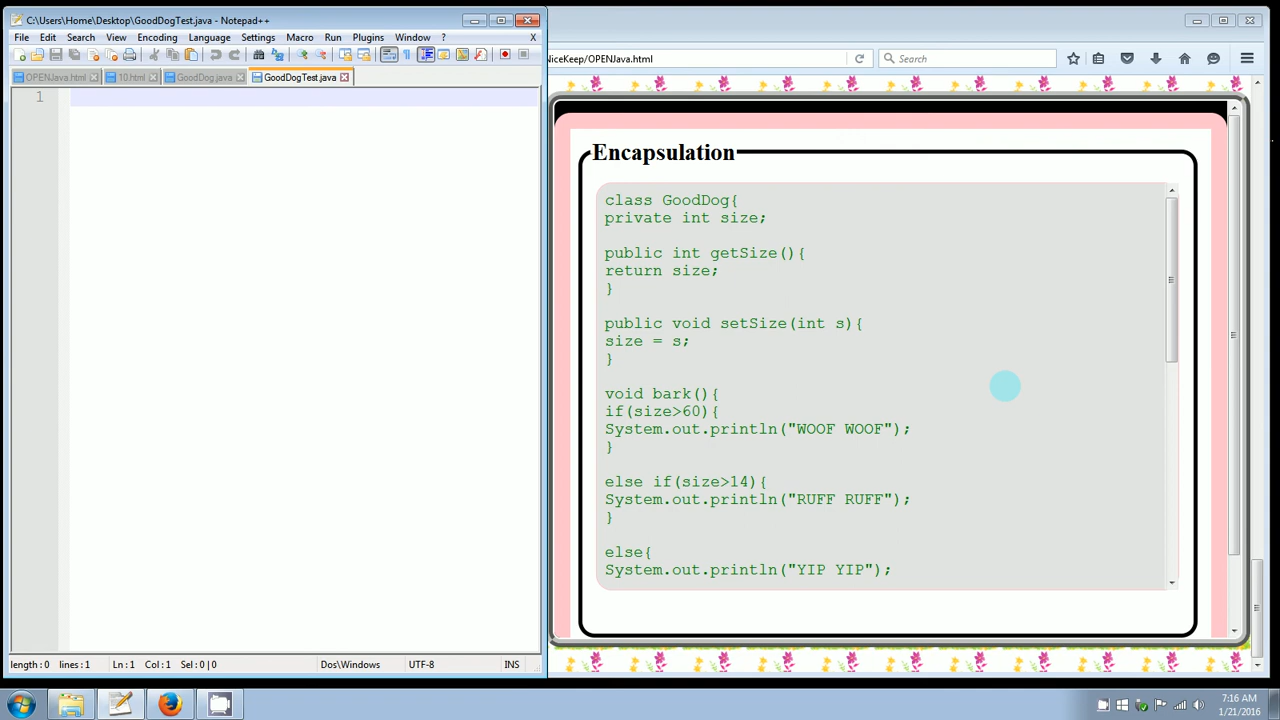 C:\Users\Home\Desktop\GoodDogTest.java - Notepad++
File Edit Search View Encoding Language Settings Macro Run Plugins Window ? X
OPENJava.html 10.html GoodDog.java GoodDogTest.java
1
length : 0 lines : 1 Ln : 1 Col : 1 Sel : 0 | 0 Dos\Windows UTF-8 INS
NiceKeep/OPENJava.html Search
Encapsulation
class GoodDog{
private int size;
public int getSize(){
return size;
}
public void setSize(int s){
size = s;
}
void bark(){
if(size>60){
System.out.println("WOOF WOOF");
}
else if(size>14){
System.out.println("RUFF RUFF");
}
else{
System.out.println("YIP YIP");
7:16 AM
1/21/2016